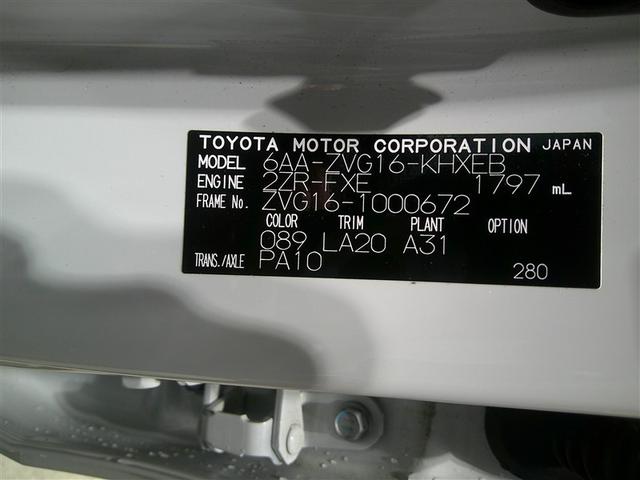 TOYOTA MOTOR CORPORATION JAPAN
MODEL 6AA-ZVG16-KHXEB
ENGINE 2ZR-FXE 1797 mL
FRAME No. ZVG16-1000672
COLOR TRIM PLANT OPTION
089 LA20 A31
TRANS./AXLE PA10
280